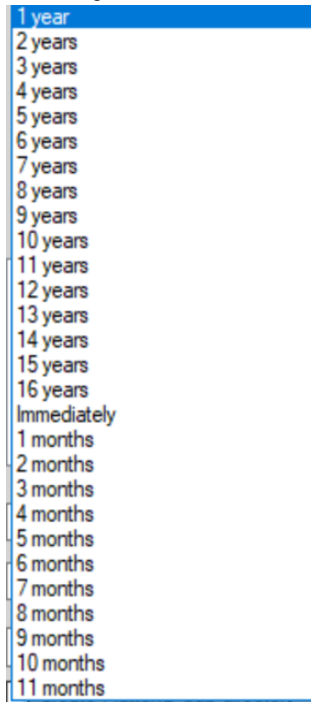 1 year
2 years
3 years
4 years
5 years
6 years
7 years
8 years
9 years
10 years
11 years
12 years
13 years
14 years
15 years
16 years
Immediately
1 months
2 months
3 months
4 months
5 months
6 months
7 months
8 months
9 months
10 months
11 months